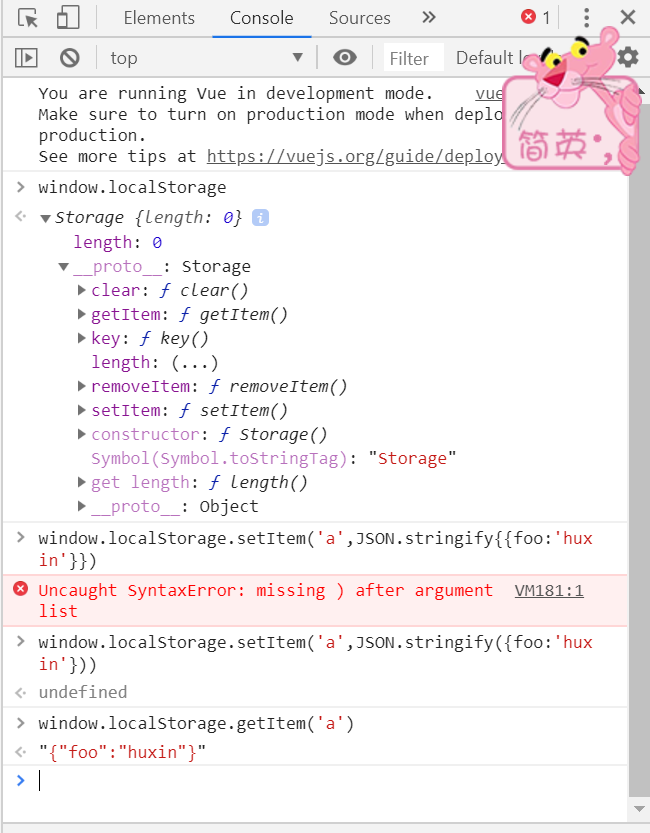 Elements Console Sources » 1
top Filter Default
You are running Vue in development mode. vue
Make sure to turn on production mode when deplo
production.
See more tips at https://vuejs.org/guide/deploy
简英
> window.localStorage
Storage {length: 0} i
length: 0
__proto__: Storage
clear: ƒ clear()
getItem: ƒ getItem()
key: ƒ key()
length: (...)
removeItem: ƒ removeItem()
setItem: ƒ setItem()
constructor: ƒ Storage()
Symbol(Symbol.toStringTag): "Storage"
get length: ƒ length()
__proto__: Object
> window.localStorage.setItem('a',JSON.stringify{{foo:'hux
in'}})
Uncaught SyntaxError: missing ) after argument VM181:1
list
> window.localStorage.setItem('a',JSON.stringify({foo:'hux
in'}))
undefined
> window.localStorage.getItem('a')
"{"foo":"huxin"}"
>